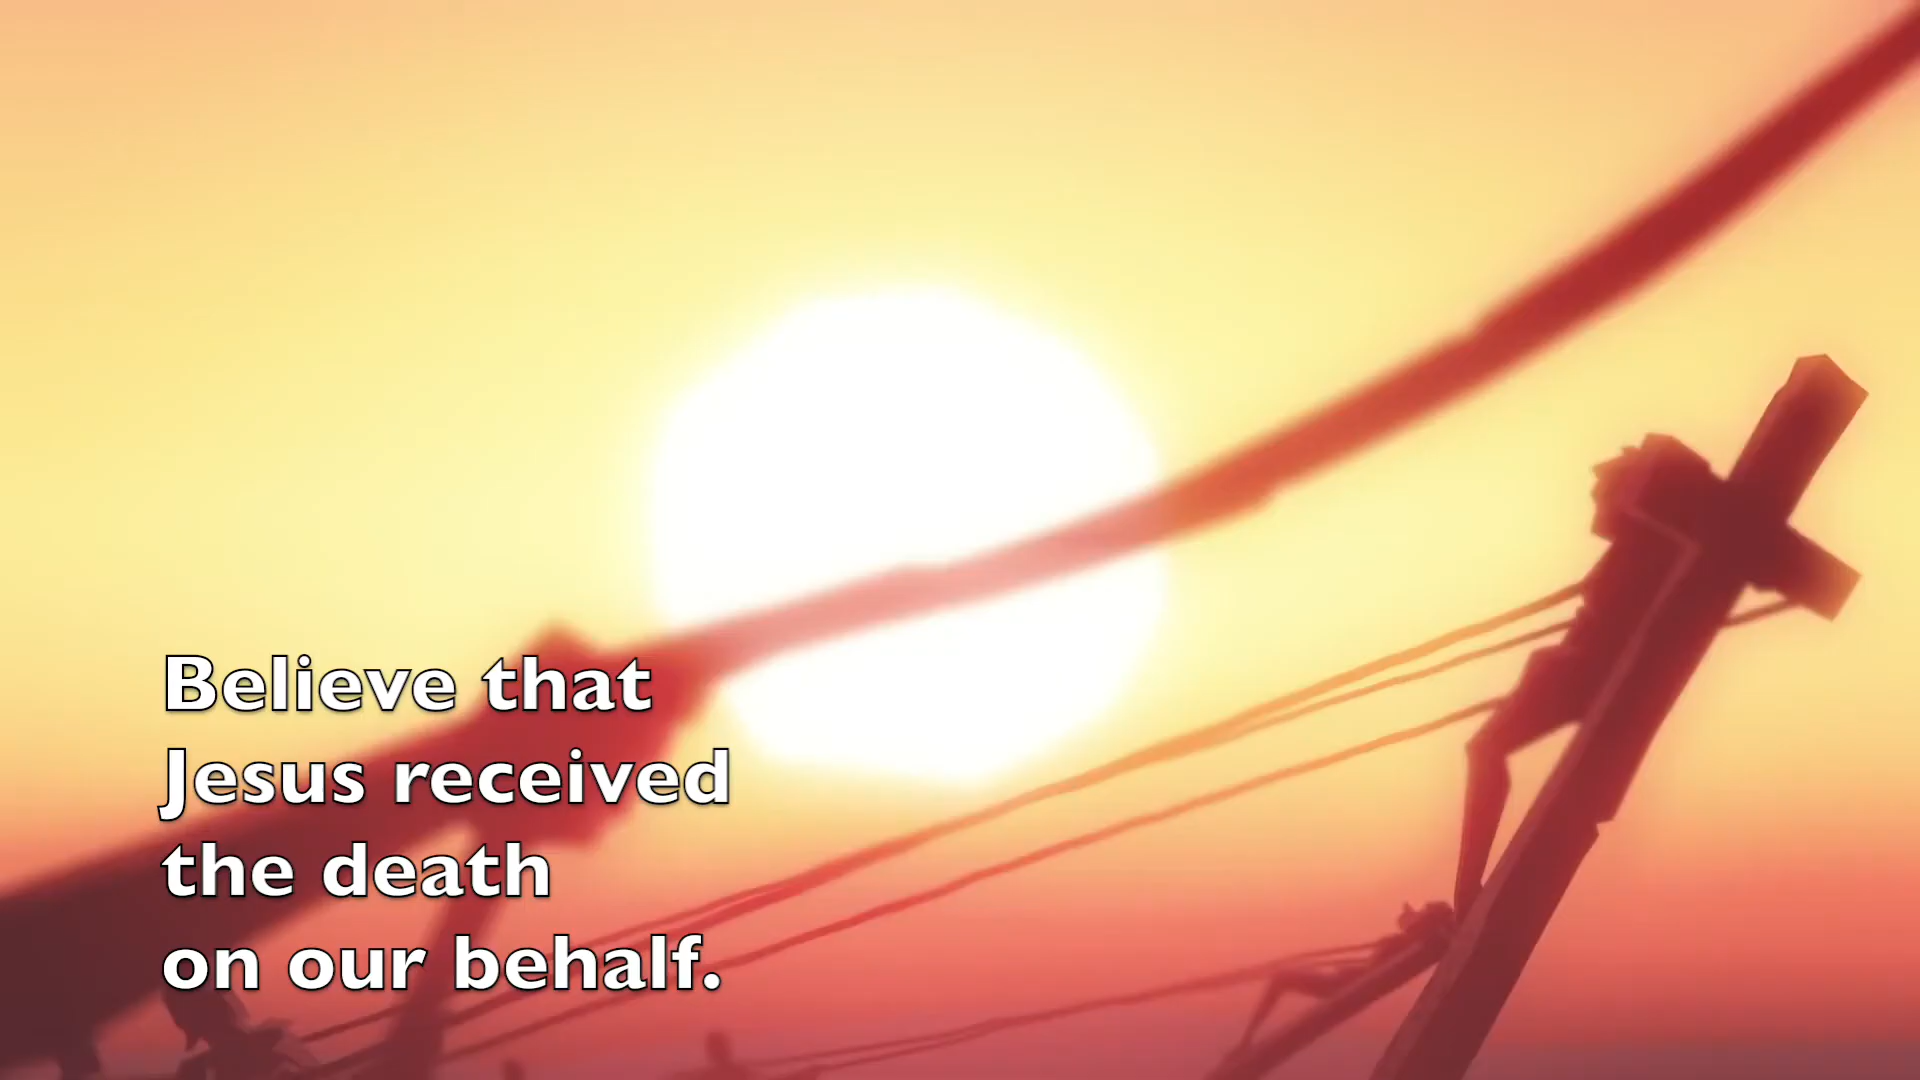 Believe that
Jesus received
the death
on our behalf.